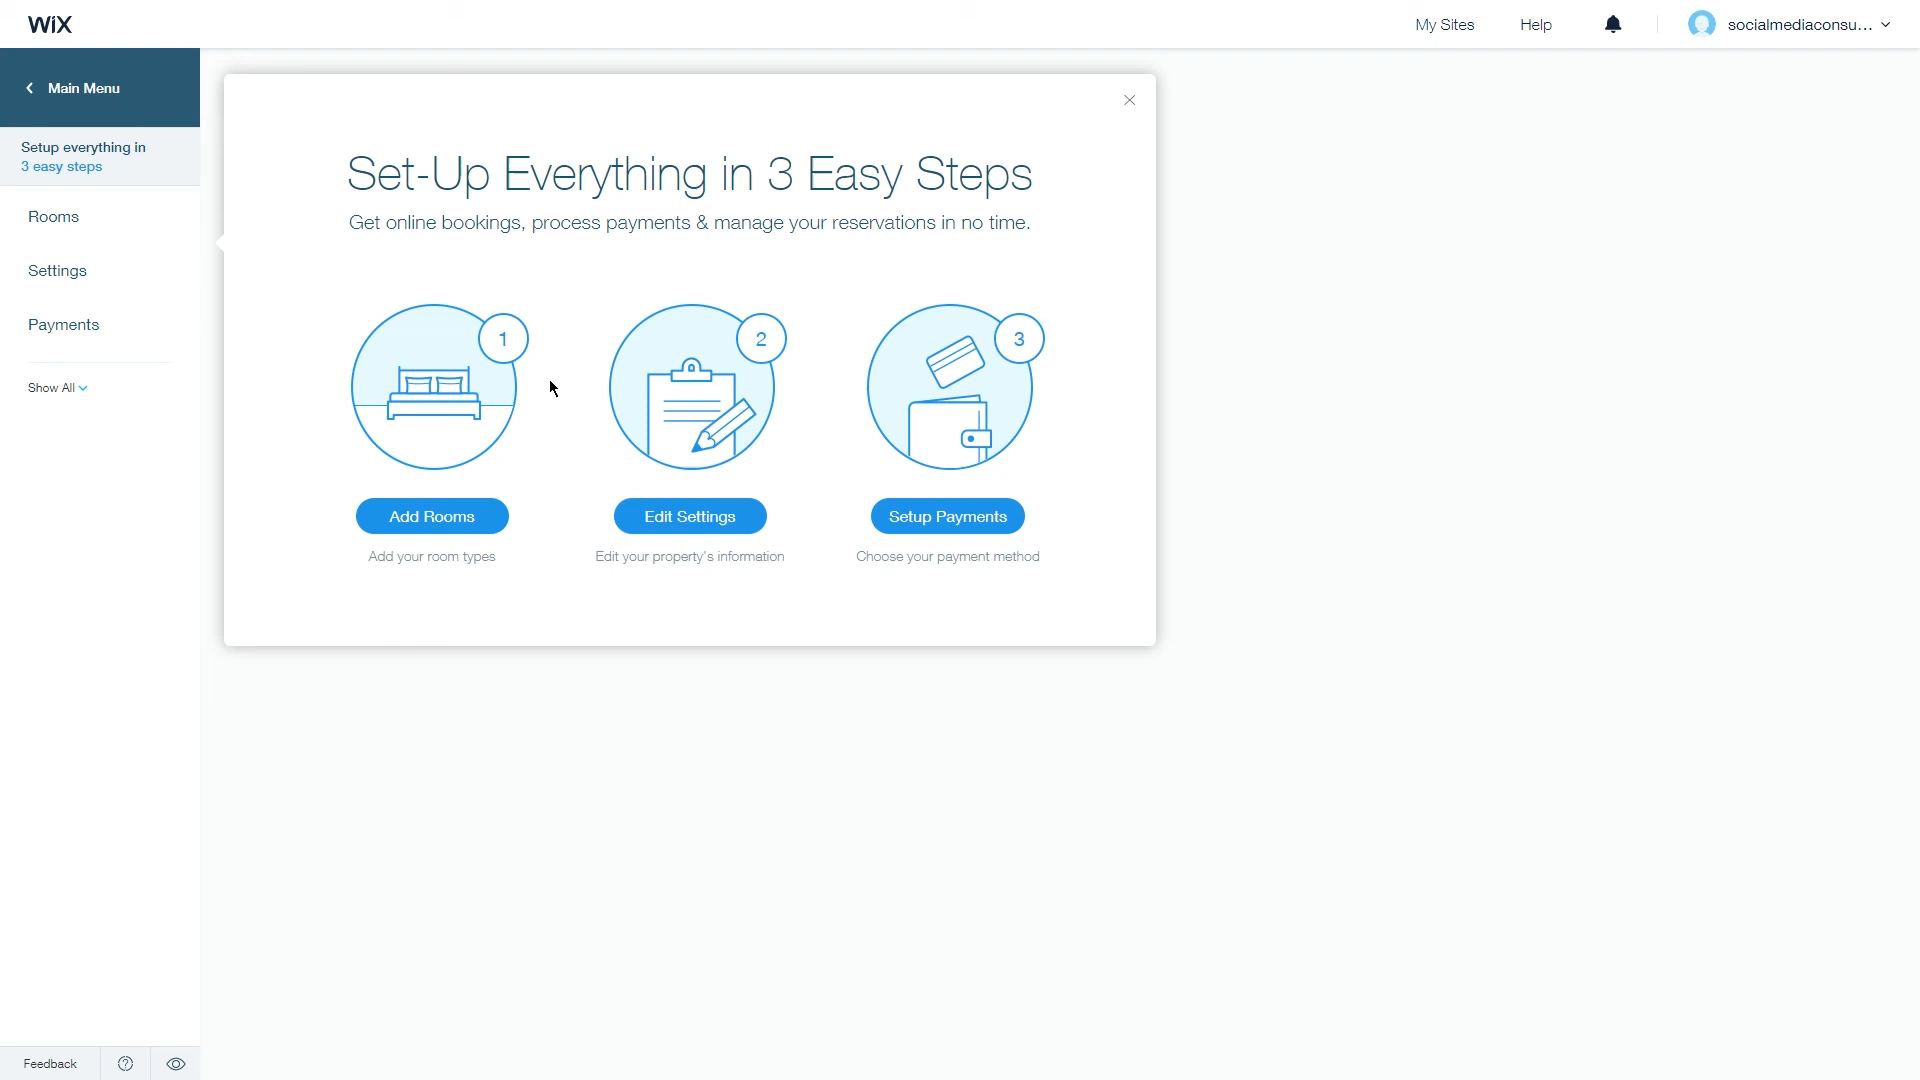 WiX
My Sites
Help
socialmediaconsu...
Main Menu
Setup everything in
3 easy steps
Rooms
Settings
Payments
Show All
Set-Up Everything in 3 Easy Steps
Get online bookings, process payments & manage your reservations in no time.
1
2
3
Add Rooms
Edit Settings
Setup Payments
Add your room types
Edit your property's information
Choose your payment method
Feedback
?